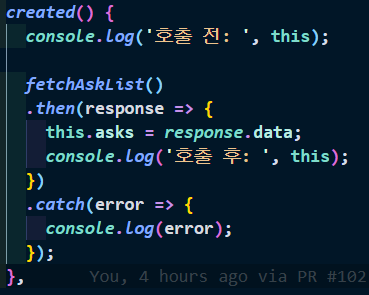 created() {
  console.log('호출 전: ', this);

  fetchAskList()
  .then(response => {
    this.asks = response.data;
    console.log('호출 후: ', this);
  })
  .catch(error => {
    console.log(error);
  });
},    You, 4 hours ago via PR #102